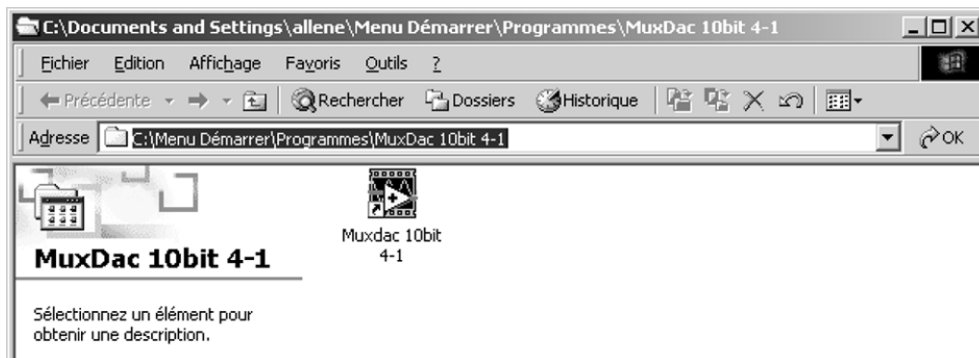 C:\Documents and Settings\allene\Menu Démarrer\Programmes\MuxDac 10bit 4-1
Fichier Edition Affichage Favoris Outils ?
Précédente Rechercher Dossiers Historique
Adresse C:\Menu Démarrer\Programmes\MuxDac 10bit 4-1 OK
Muxdac 10bit
4-1
MuxDac 10bit 4-1
Sélectionnez un élément pour
obtenir une description.